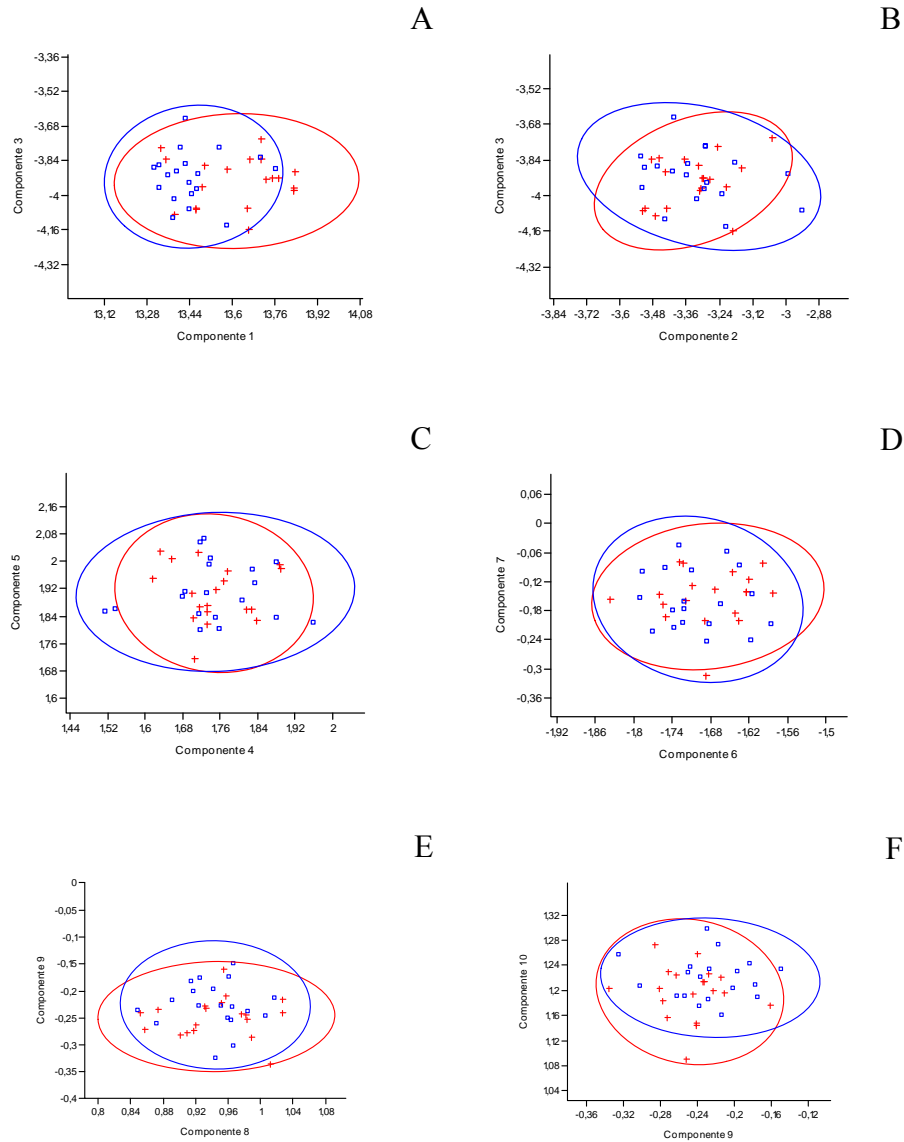 A
-3,36
-3,52
-3,68
-3,84
-4
-4,16
-4,32
Componente 3
13,12 13,28 13,44 13,6 13,76 13,92 14,08
Componente 1
B
-3,52
-3,68
-3,84
-4
-4,16
-4,32
Componente 3
-3,84 -3,72 -3,6 -3,48 -3,36 -3,24 -3,12 -3 -2,88
Componente 2
C
2,16
2,08
2
1,92
1,84
1,76
1,68
1,6
Componente 5
1,44 1,52 1,6 1,68 1,76 1,84 1,92 2
Componente 4
D
0,06
0
-0,06
-0,12
-0,18
-0,24
-0,3
-0,36
Componente 7
-1,92 -1,86 -1,8 -1,74 -1,68 -1,62 -1,56 -1,5
Componente 6
E
0
-0,05
-0,1
-0,15
-0,2
-0,25
-0,3
-0,35
-0,4
Componente 9
0,8 0,84 0,88 0,92 0,96 1 1,04 1,08
Componente 8
F
1,32
1,28
1,24
1,2
1,16
1,12
1,08
1,04
Componente 10
-0,36 -0,32 -0,28 -0,24 -0,2 -0,16 -0,12
Componente 9